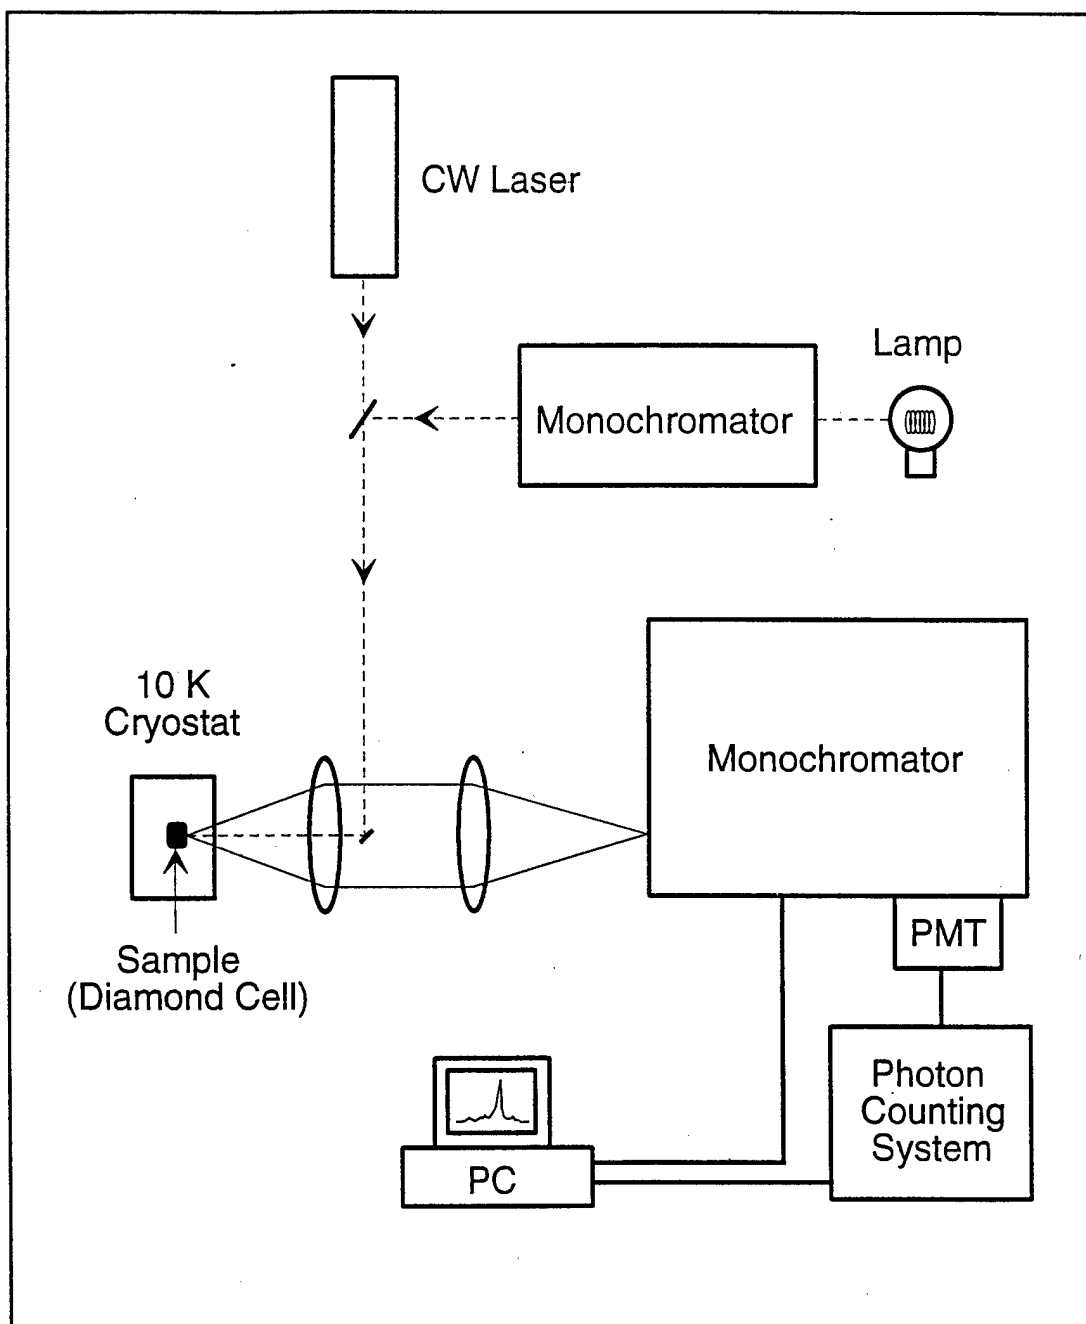 CW Laser
Lamp
Monochromator
10 K
Cryostat
Monochromator
PMT
Sample
(Diamond Cell)
Photon
Counting
System
PC